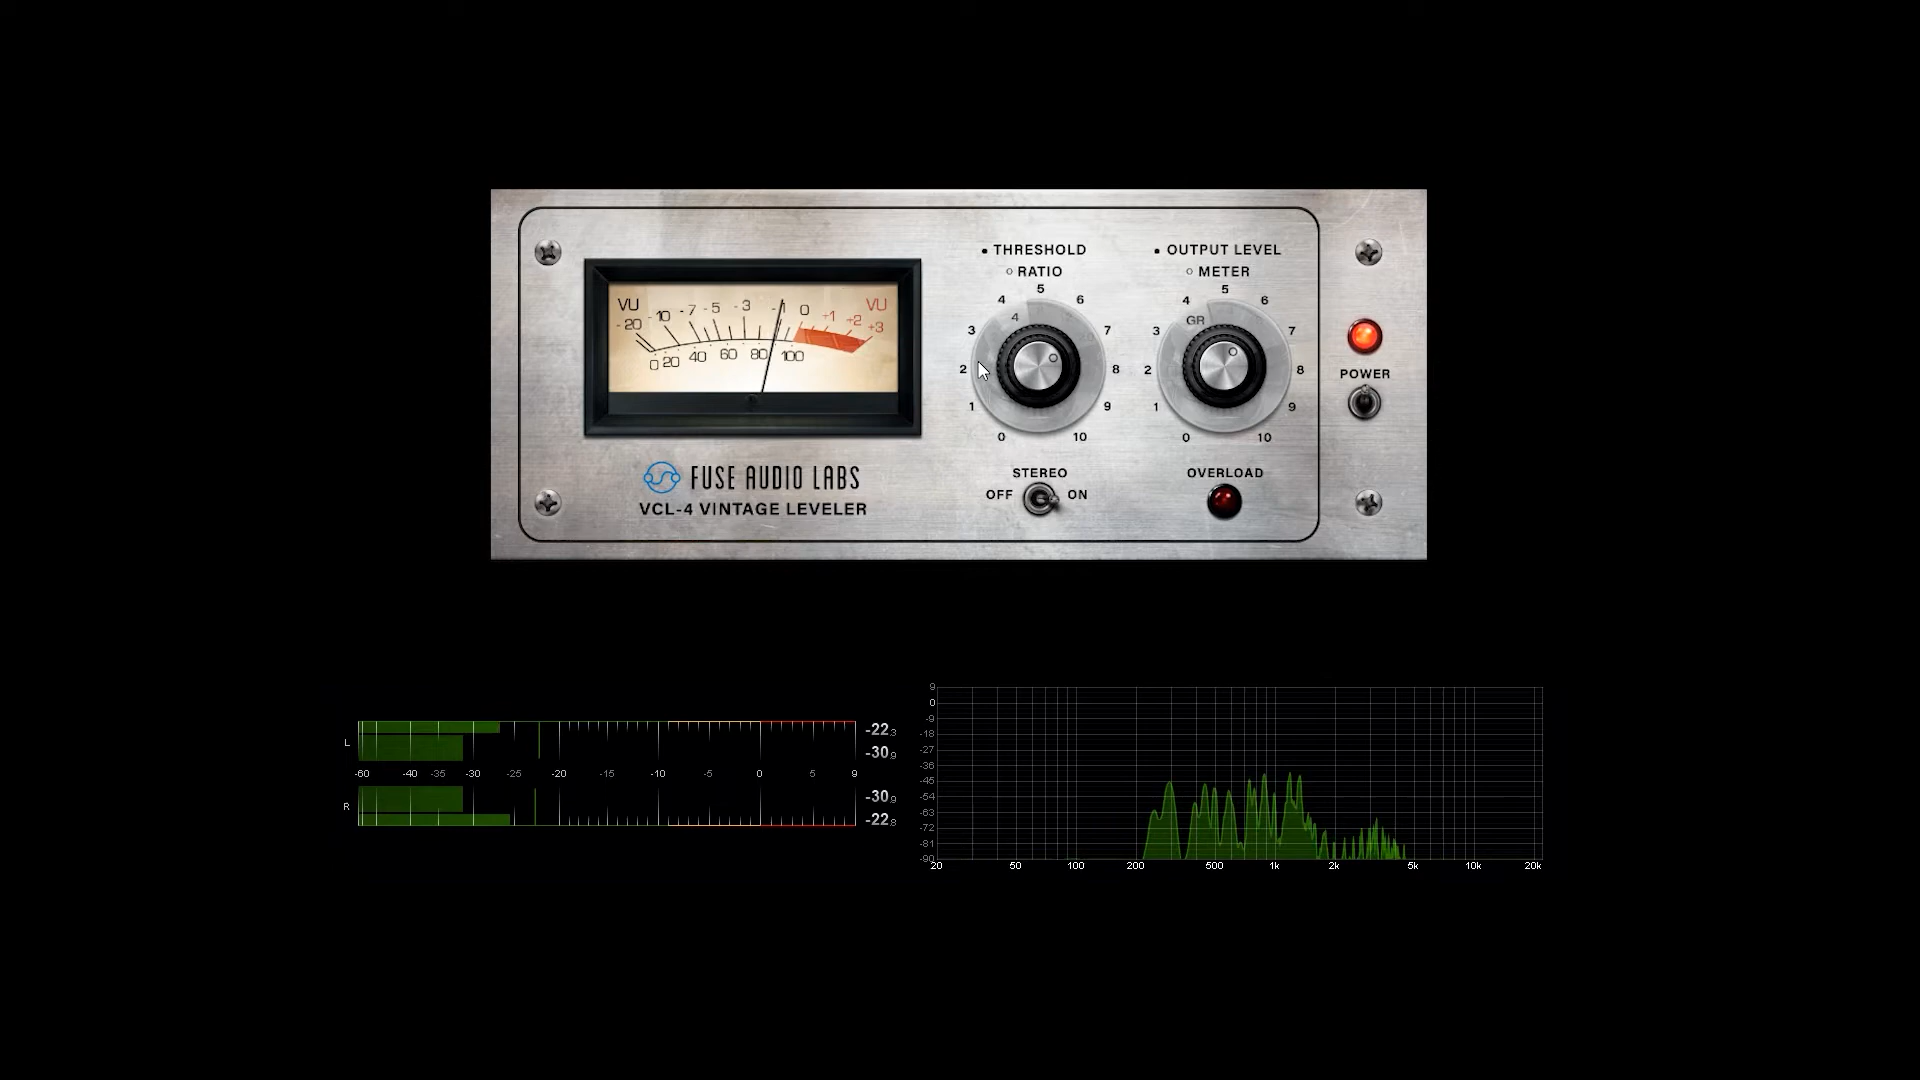 THRESHOLD
RATIO
OUTPUT LEVEL
METER
VU -20 -10 -7 -5 -3 -1 0 +1 +2 +3 VU
0 20 40 60 80 100
0 1 2 3 4 5 6 7 8 9 10
4
0 1 2 3 4 5 6 7 8 9 10
GR
POWER
FUSE AUDIO LABS
VCL-4 VINTAGE LEVELER
STEREO
OFF ON
OVERLOAD
L
-22.3
-30.9
-60 -40 -35 -30 -25 -20 -15 -10 -5 0 5 9
R
-30.9
-22.8
9
0
-9
-18
-27
-36
-45
-54
-63
-72
-81
-90
20 50 100 200 500 1k 2k 5k 10k 20k